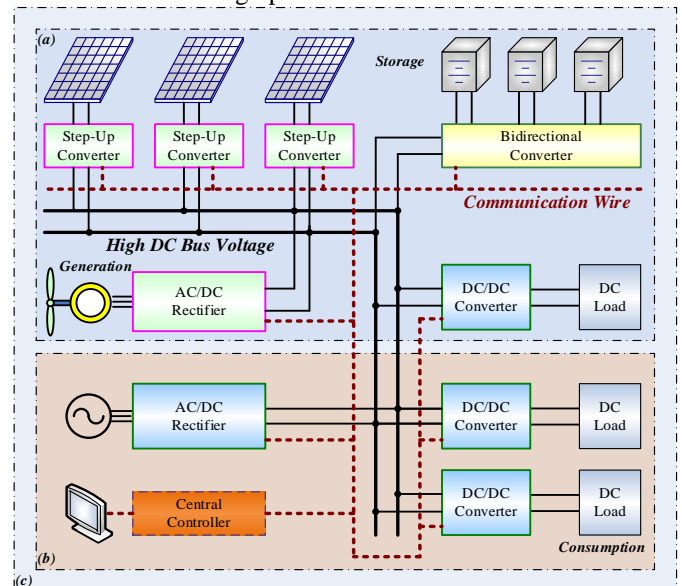 (a)
Storage
Step-Up
Converter
Step-Up
Converter
Step-Up
Converter
Bidirectional
Converter
Communication Wire
High DC Bus Voltage
Generation
AC/DC
Rectifier
DC/DC
Converter
DC
Load
AC/DC
Rectifier
DC/DC
Converter
DC
Load
Central
Controller
DC/DC
Converter
DC
Load
Consumption
(b)
(c)